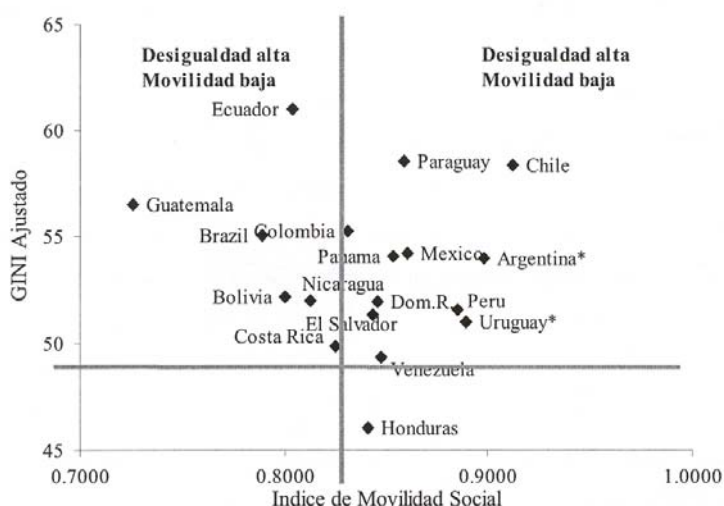 65
Desigualdad alta
Movilidad baja
Desigualdad alta
Movilidad baja
Ecuador
60
Paraguay
Chile
Guatemala
55
Brazil
Colombia
Panama
Mexico
Argentina*
Nicaragua
Bolivia
Dom.R.
Peru
El Salvador
Uruguay*
Costa Rica
50
Venezuela
Honduras
45
0.7000
0.8000
0.9000
1.0000
Indice de Movilidad Social
GINI Ajustado